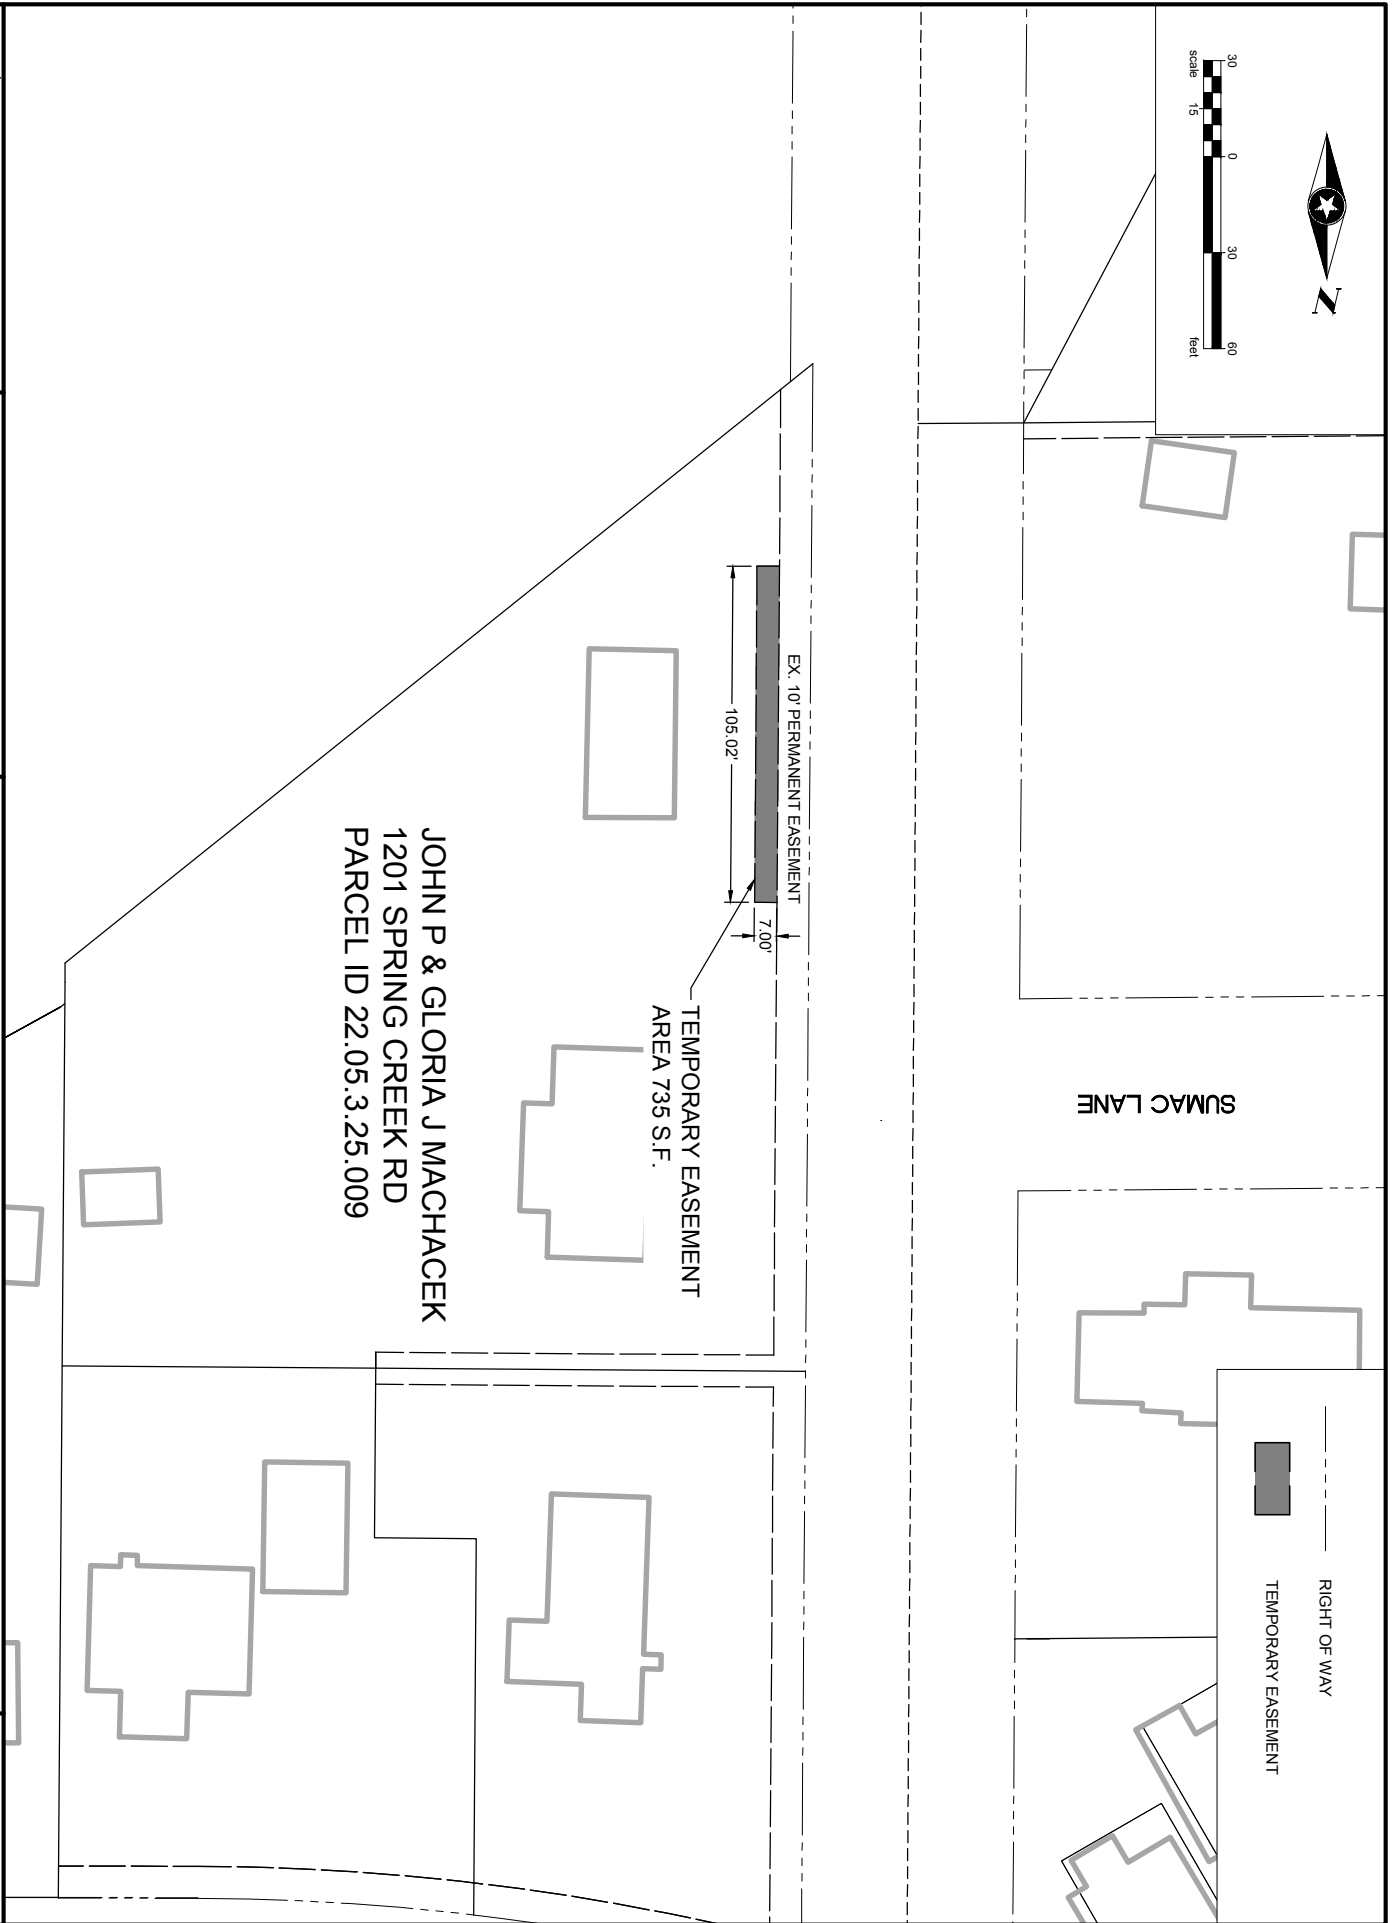 30
15
0
30
60
scale
feet
N
RIGHT OF WAY
TEMPORARY EASEMENT
SUMAC LANE
EX. 10' PERMANENT EASEMENT
105.02'
7.00'
TEMPORARY EASEMENT
AREA 735 S.F.
JOHN P & GLORIA J MACHACEK
1201 SPRING CREEK RD
PARCEL ID 22.05.3.25.009